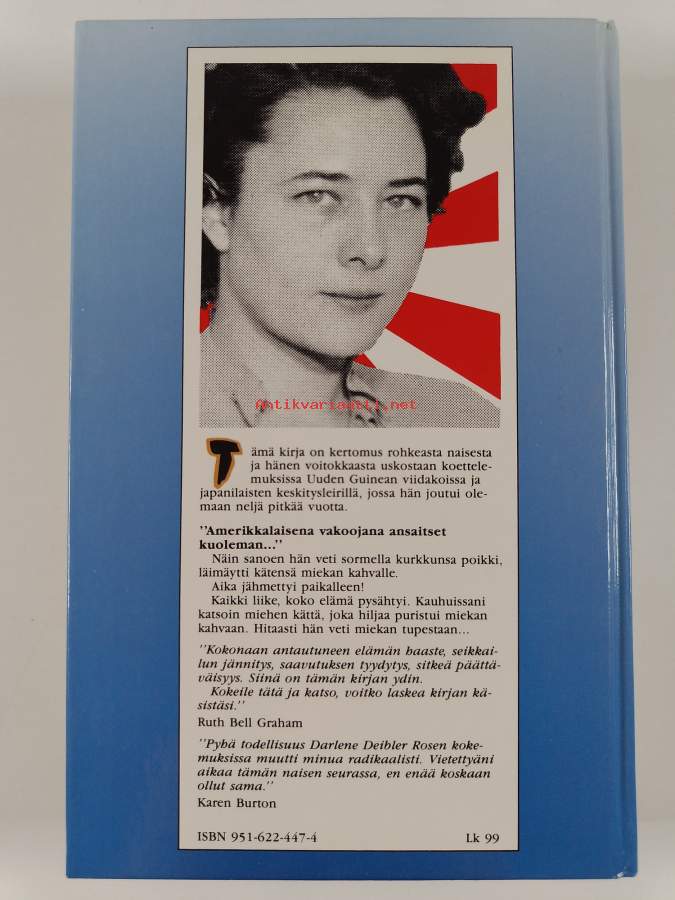 Antikvariaatti.net
Tämä kirja on kertomus rohkeasta naisesta
ja hänen voitokkaasta uskostaan koettele-
muksissa Uuden Guinean viidakoissa ja
japanilaisten keskitysleirillä, jossa hän joutui ole-
maan neljä pitkää vuotta.
"Amerikkalaisena vakoojana ansaitset
kuoleman..."
Näin sanoen hän veti sormella kurkkunsa poikki,
läimäytti kätensä miekan kahvalle.
Aika jähmettyi paikalleen!
Kaikki liike, koko elämä pysähtyi. Kauhuissani
katsoin miehen kättä, joka hiljaa puristui miekan
kahvaan. Hitaasti hän veti miekan tupestaan...
"Kokonaan antautuneen elämän haaste, seikkai-
lun jännitys, saavutuksen tyydytys, sitkeä päättä-
väisyys. Siinä on tämän kirjan ydin.
Kokeile tätä ja katso, voitko laskea kirjan kä-
sistäsi."
Ruth Bell Graham
"Pyhä todellisuus Darlene Deibler Rosen koke-
muksissa muutti minua radikaalisti. Vietettyäni
aikaa tämän naisen seurassa, en enää koskaan
ollut sama."
Karen Burton
ISBN 951-622-447-4 Lk 99